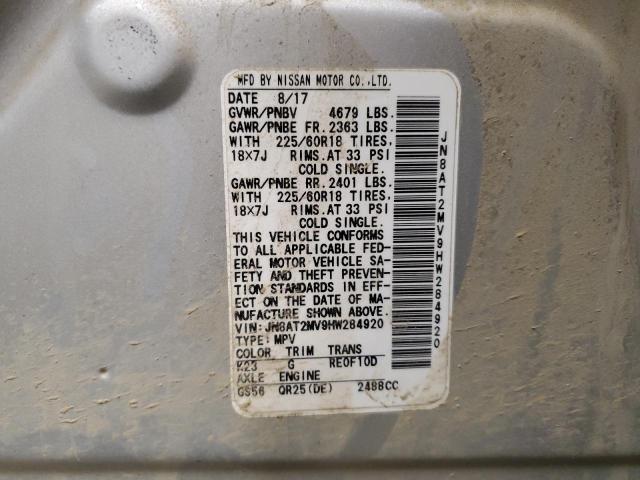 MFD BY NISSAN MOTOR CO.,LTD.
DATE 8/17
GVWR/PNBV 4679 LBS.
GAWR/PNBE FR. 2363 LBS.
WITH 225/60R18 TIRES,
18X7J RIMS.AT 33 PSI
COLD SINGLE.
GAWR/PNBE RR. 2401 LBS.
WITH 225/60R18 TIRES,
18X7J RIMS.AT 33 PSI
COLD SINGLE.
THIS VEHICLE CONFORMS
TO ALL APPLICABLE FED-
ERAL MOTOR VEHICLE SA-
FETY AND THEFT PREVEN-
TION STANDARDS IN EFF-
ECT ON THE DATE OF MA-
NUFACTURE SHOWN ABOVE.
VIN: JN8AT2MV9HW284920
TYPE: MPV
COLOR TRIM TRANS
K23 G RE0F10D
AXLE ENGINE
GS56 QR25(DE) 2488CC
JN8AT2MV9HW284920